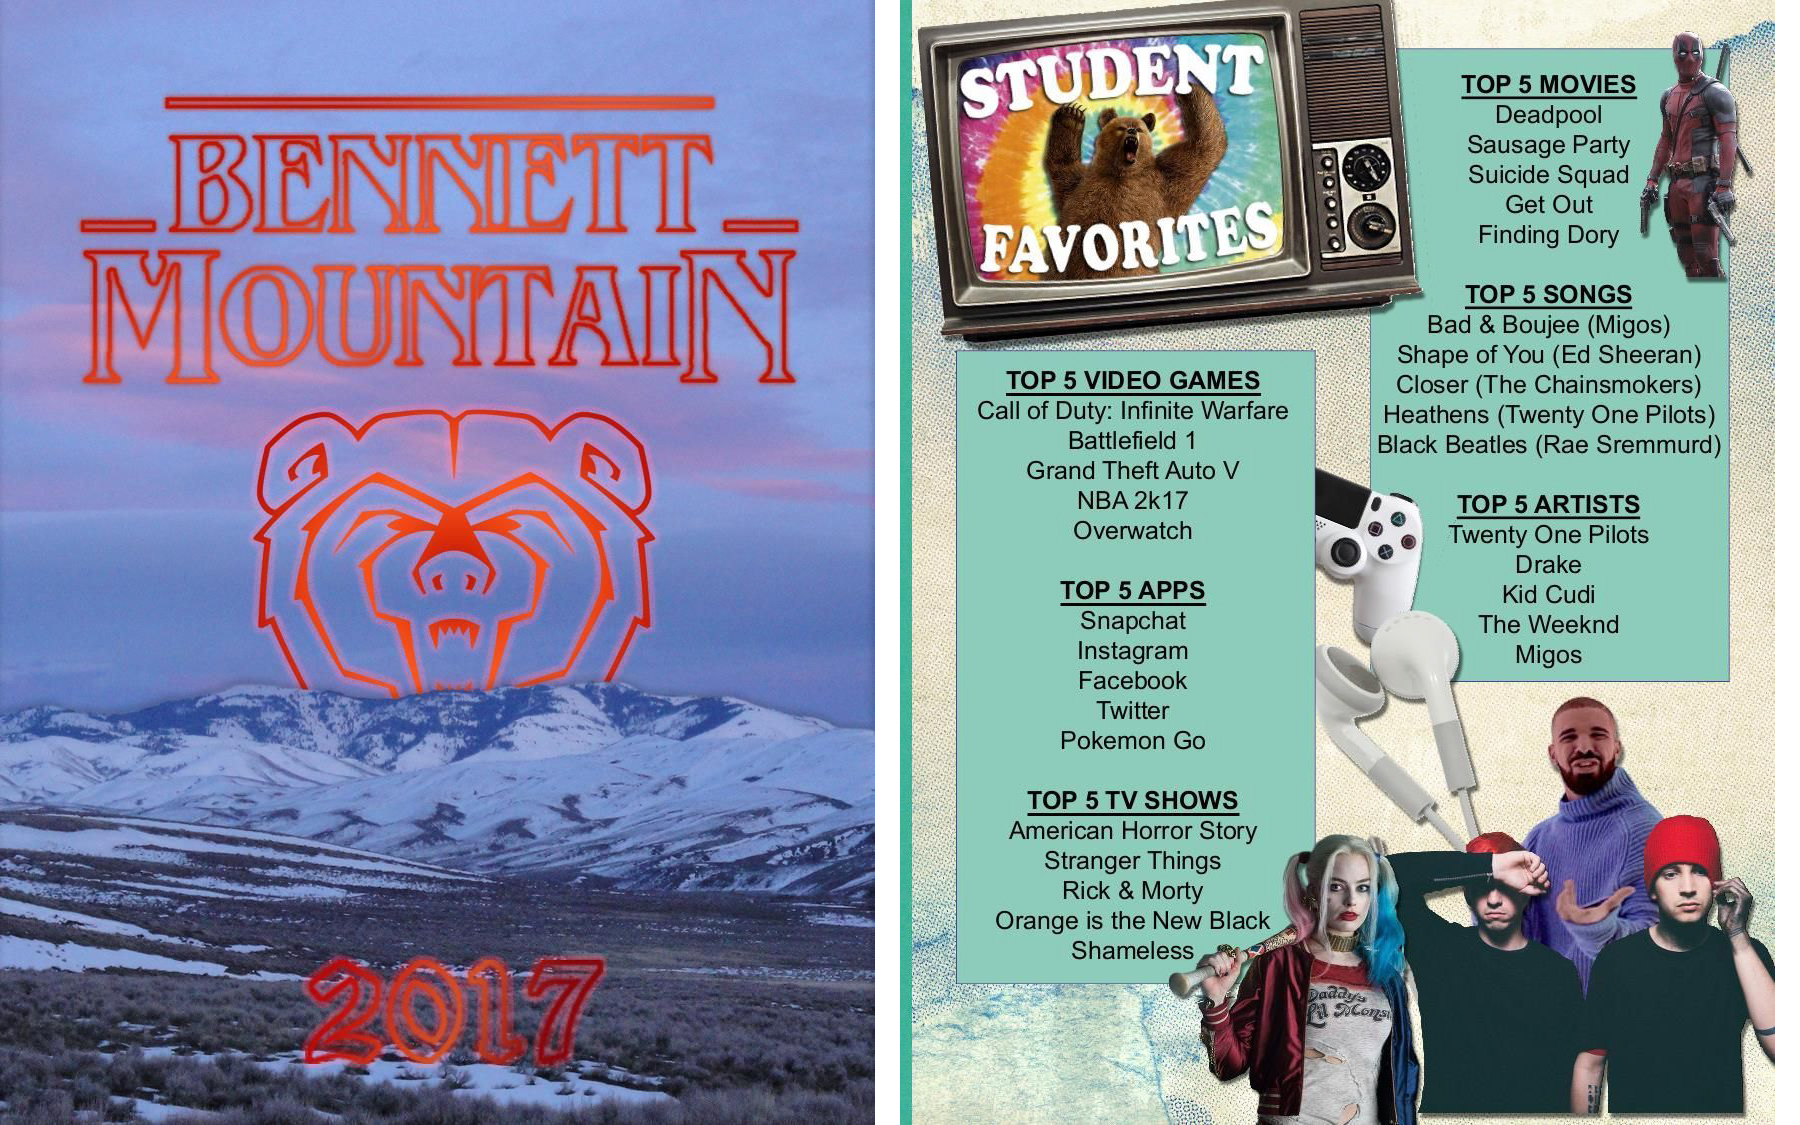 BENNETT
MOUNTAIN
2017
STUDENT
FAVORITES
TOP 5 MOVIES
Deadpool
Sausage Party
Suicide Squad
Get Out
Finding Dory
TOP 5 SONGS
Bad & Boujee (Migos)
Shape of You (Ed Sheeran)
Closer (The Chainsmokers)
Heathens (Twenty One Pilots)
Black Beatles (Rae Sremmurd)
TOP 5 ARTISTS
Twenty One Pilots
Drake
Kid Cudi
The Weeknd
Migos
TOP 5 VIDEO GAMES
Call of Duty: Infinite Warfare
Battlefield 1
Grand Theft Auto V
NBA 2k17
Overwatch
TOP 5 APPS
Snapchat
Instagram
Facebook
Twitter
Pokemon Go
TOP 5 TV SHOWS
American Horror Story
Stranger Things
Rick & Morty
Orange is the New Black
Shameless
Daddy's
Lil Monst